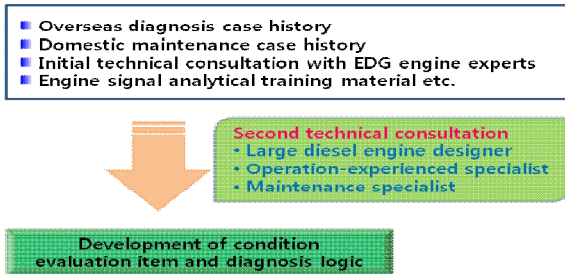 Overseas diagnosis case history
Domestic maintenance case history
Initial technical consultation with EDG engine experts
Engine signal analytical training material etc.
Second technical consultation
• Large diesel engine designer
• Operation-experienced specialist
• Maintenance specialist
Development of condition
evaluation item and diagnosis logic